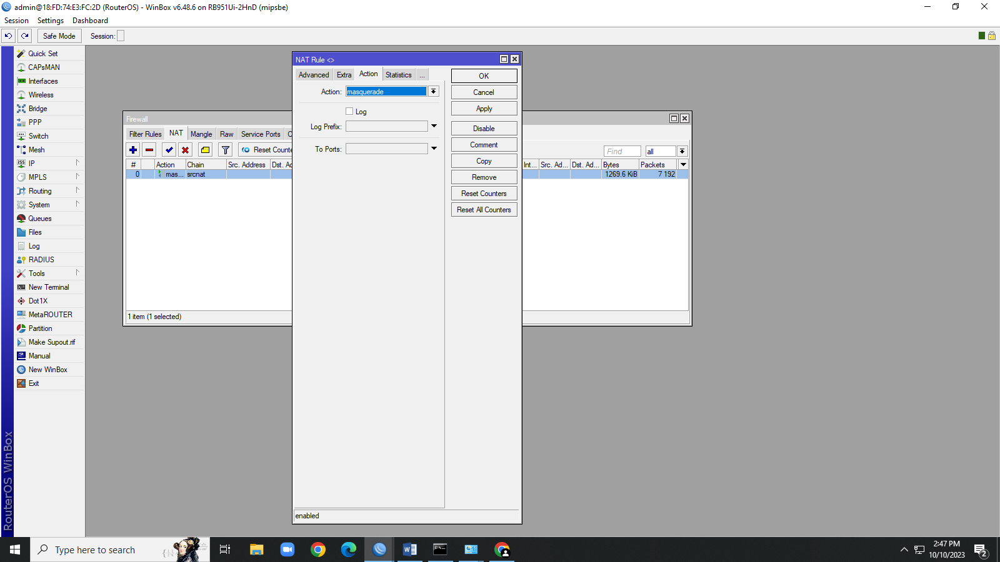 admin@18:FD:74:E3:FC:2D (RouterOS) - WinBox v6.48.6 on RB951Ui-2HnD (mipsbe)
Session Settings Dashboard
Safe Mode Session:
Quick Set
CAPsMAN
Interfaces
Wireless
Bridge
PPP
Switch
Mesh
IP
MPLS
Routing
System
Queues
Files
Log
RADIUS
Tools
New Terminal
Dot1X
MetaROUTER
Partition
Make Supout.rif
Manual
New WinBox
Exit
RouterOS WinBox
Firewall
Filter Rules NAT Mangle Raw Service Ports
Reset Counte
Find all
# Action Chain Src. Address Dst. Ad Int... Src. Ad... Dst. Ad... Bytes Packets
0 mas... srcnat 1269.6 KiB 7 192
1 item (1 selected)
NAT Rule <>
Advanced Extra Action Statistics ...
Action: masquerade
Log
Log Prefix:
To Ports:
OK
Cancel
Apply
Disable
Comment
Copy
Remove
Reset Counters
Reset All Counters
enabled
Type here to search
2:47 PM
10/10/2023
2